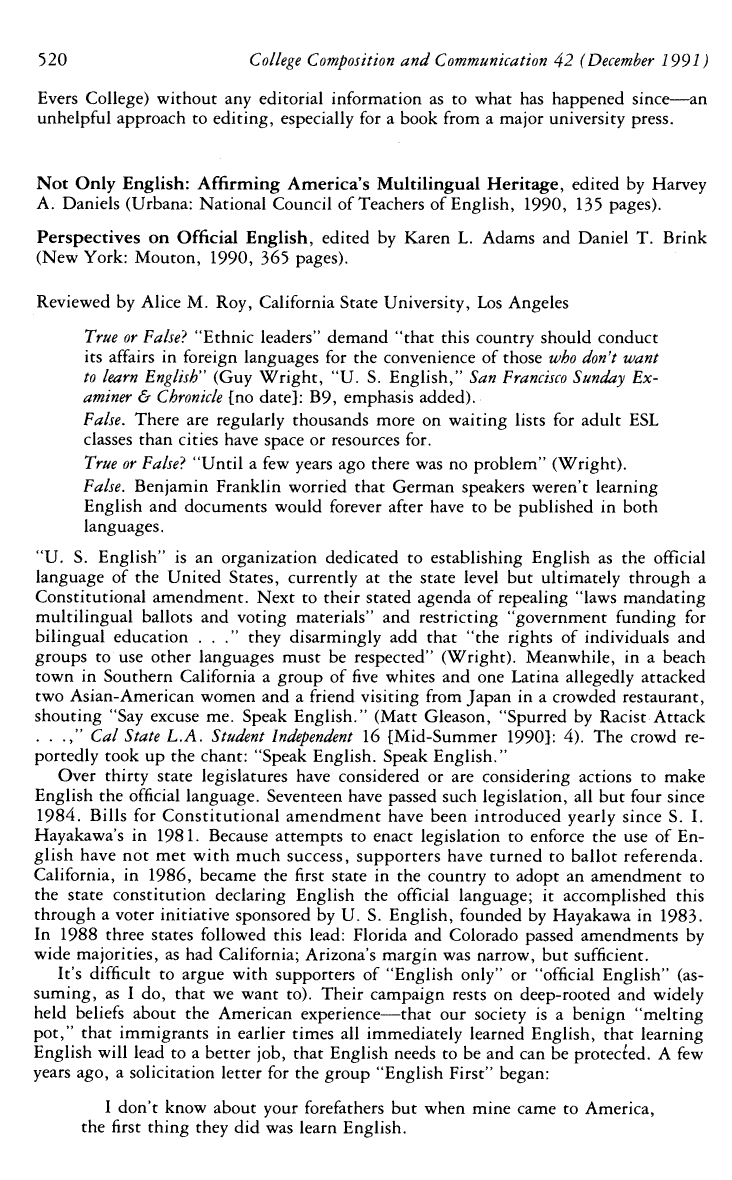 520 College Composition and Communication 42 (December 1991)
Evers College) without any editorial information as to what has happened since—an
unhelpful approach to editing, especially for a book from a major university press.
Not Only English: Affirming America's Multilingual Heritage, edited by Harvey
A. Daniels (Urbana: National Council of Teachers of English, 1990, 135 pages).
Perspectives on Official English, edited by Karen L. Adams and Daniel T. Brink
(New York: Mouton, 1990, 365 pages).
Reviewed by Alice M. Roy, California State University, Los Angeles
True or False? "Ethnic leaders" demand "that this country should conduct
its affairs in foreign languages for the convenience of those who don't want
to learn English" (Guy Wright, "U. S. English," San Francisco Sunday Ex-
aminer & Chronicle [no date]: B9, emphasis added).
False. There are regularly thousands more on waiting lists for adult ESL
classes than cities have space or resources for.
True or False? "Until a few years ago there was no problem" (Wright).
False. Benjamin Franklin worried that German speakers weren't learning
English and documents would forever after have to be published in both
languages.
"U. S. English" is an organization dedicated to establishing English as the official
language of the United States, currently at the state level but ultimately through a
Constitutional amendment. Next to their stated agenda of repealing "laws mandating
multilingual ballots and voting materials" and restricting "government funding for
bilingual education . . ." they disarmingly add that "the rights of individuals and
groups to use other languages must be respected" (Wright). Meanwhile, in a beach
town in Southern California a group of five whites and one Latina allegedly attacked
two Asian-American women and a friend visiting from Japan in a crowded restaurant,
shouting "Say excuse me. Speak English." (Matt Gleason, "Spurred by Racist Attack
. . .," Cal State L.A. Student Independent 16 [Mid-Summer 1990]: 4). The crowd re-
portedly took up the chant: "Speak English. Speak English."
Over thirty state legislatures have considered or are considering actions to make
English the official language. Seventeen have passed such legislation, all but four since
1984. Bills for Constitutional amendment have been introduced yearly since S. I.
Hayakawa's in 1981. Because attempts to enact legislation to enforce the use of En-
glish have not met with much success, supporters have turned to ballot referenda.
California, in 1986, became the first state in the country to adopt an amendment to
the state constitution declaring English the official language; it accomplished this
through a voter initiative sponsored by U. S. English, founded by Hayakawa in 1983.
In 1988 three states followed this lead: Florida and Colorado passed amendments by
wide majorities, as had California; Arizona's margin was narrow, but sufficient.
It's difficult to argue with supporters of "English only" or "official English" (as-
suming, as I do, that we want to). Their campaign rests on deep-rooted and widely
held beliefs about the American experience—that our society is a benign "melting
pot," that immigrants in earlier times all immediately learned English, that learning
English will lead to a better job, that English needs to be and can be protected. A few
years ago, a solicitation letter for the group "English First" began:
I don't know about your forefathers but when mine came to America,
the first thing they did was learn English.